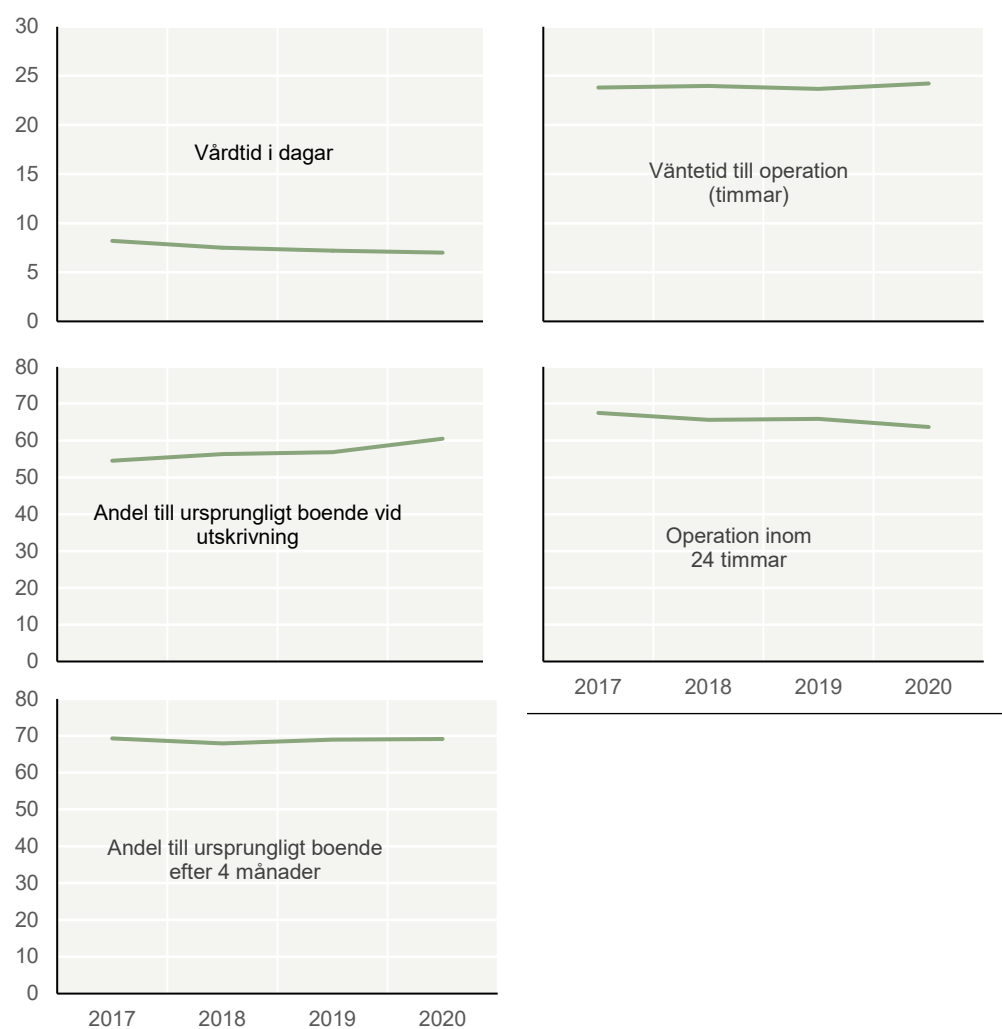 30
25
20
15
10
5
0
Vårdtid i dagar
Väntetid till operation
(timmar)
80
70
60
50
40
30
20
10
0
Andel till ursprungligt boende vid
utskrivning
Operation inom
24 timmar
2017 2018 2019 2020
80
70
60
50
40
30
20
10
0
Andel till ursprungligt boende
efter 4 månader
2017 2018 2019 2020